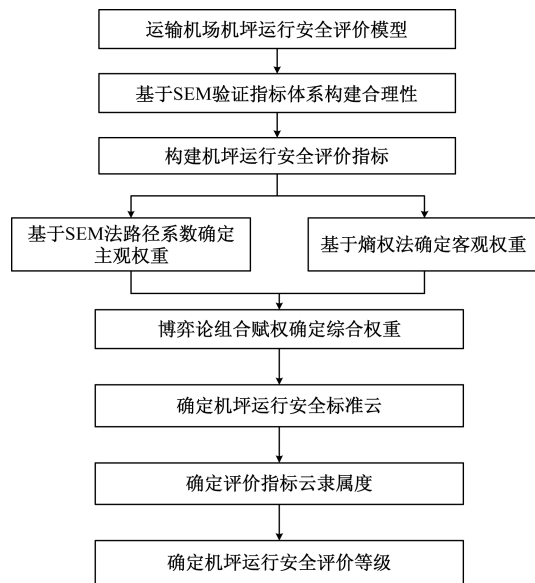 运输机场机坪运行安全评价模型
基于SEM验证指标体系构建合理性
构建机坪运行安全评价指标
基于SEM法路径系数确定
主观权重
基于熵权法确定客观权重
博弈论组合赋权确定综合权重
确定机坪运行安全标准云
确定评价指标云隶属度
确定机坪运行安全评价等级